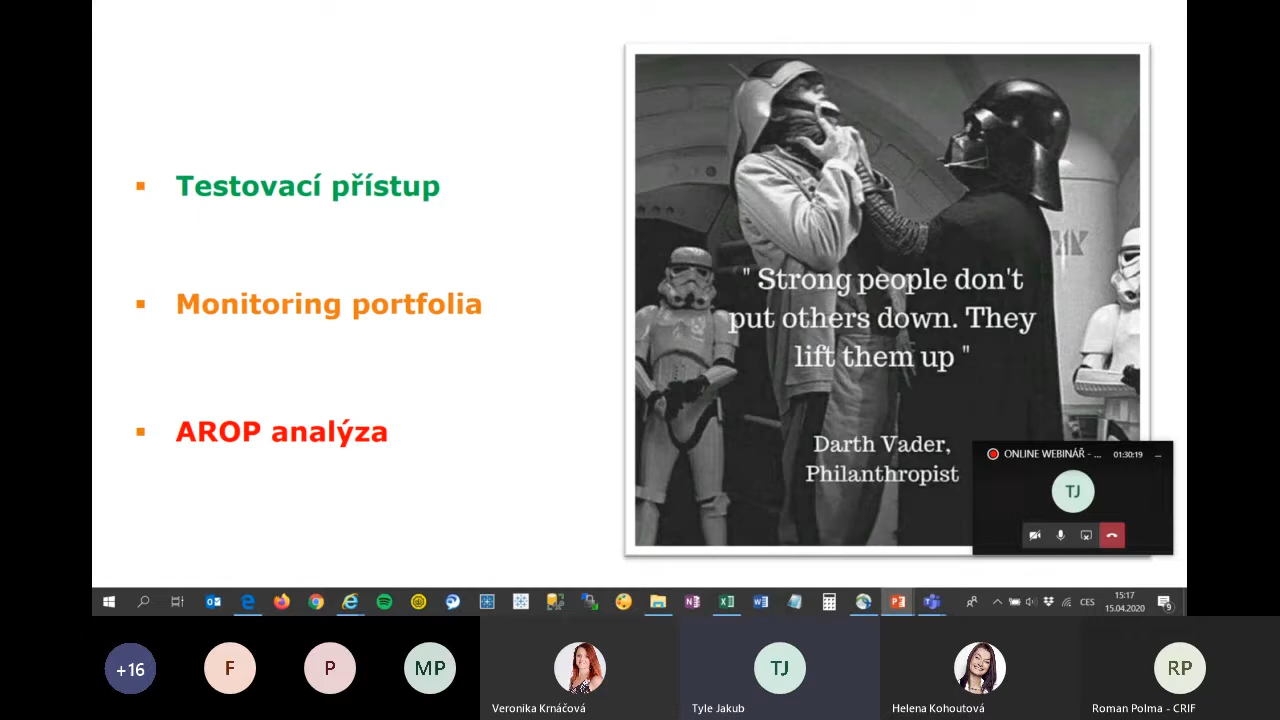 Testovací přístup
Monitoring portfolia
AROP analýza
" Strong people don't
put others down. They
lift them up "
Darth Vader,
Philanthropist
ONLINE WEBINÁŘ - ...
01:30:19
TJ
CES
15:17
15.04.2020
9
+16
F
P
MP
TJ
RP
Veronika Krnáčová
Tyle Jakub
Helena Kohoutová
Roman Polma - CRIF